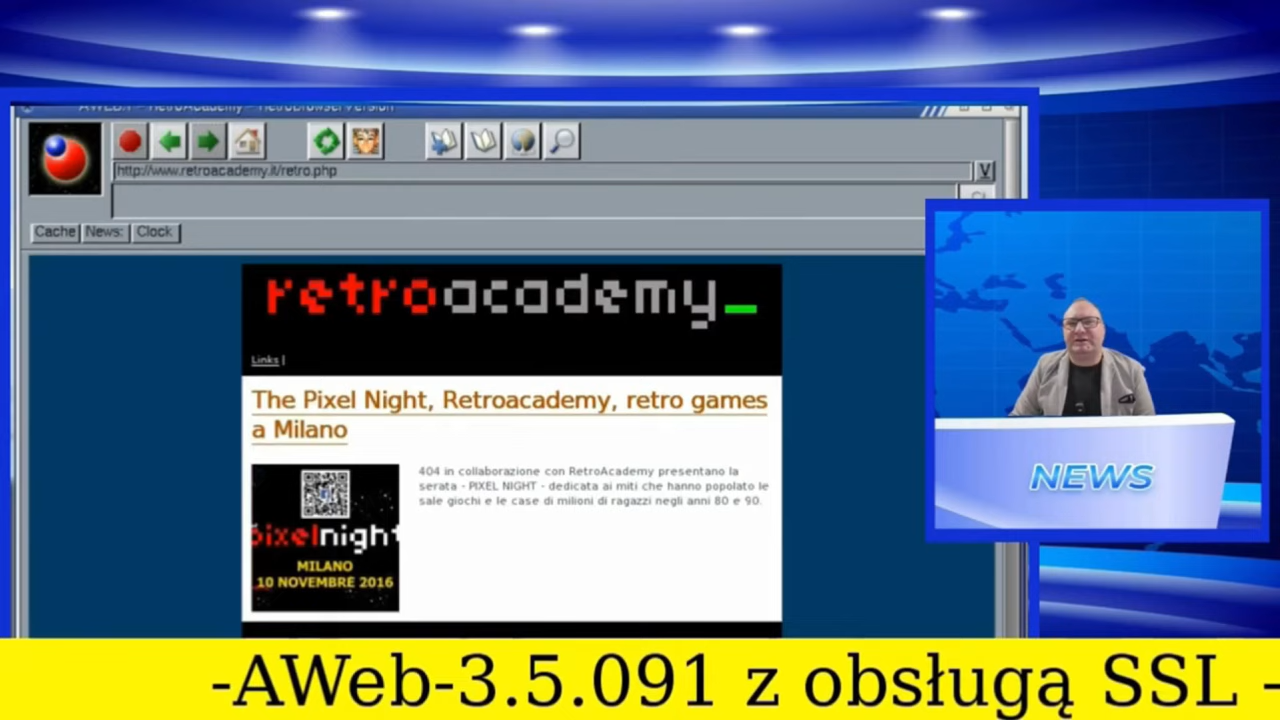 http://www.retroacademy.it/retro.php
V
Cache News: Clock
retroacademy_
Links |
The Pixel Night, Retroacademy, retro games
a Milano
404 in collaborazione con RetroAcademy presentano la
serata - PIXEL NIGHT - dedicata ai miti che hanno popolato le
sale giochi e le case di milioni di ragazzi negli anni 80 e 90.
pixelnight
MILANO
10 NOVEMBRE 2016
NEWS
-AWeb-3.5.091 z obsługą SSL -